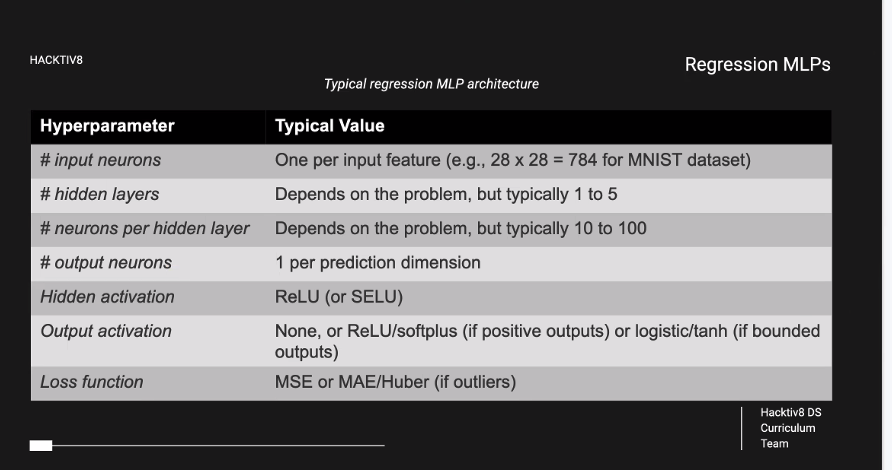 HACKTIV8
Regression MLPs
Typical regression MLP architecture
Hyperparameter Typical Value
# input neurons One per input feature (e.g., 28 x 28 = 784 for MNIST dataset)
# hidden layers Depends on the problem, but typically 1 to 5
# neurons per hidden layer Depends on the problem, but typically 10 to 100
# output neurons 1 per prediction dimension
Hidden activation ReLU (or SELU)
Output activation None, or ReLU/softplus (if positive outputs) or logistic/tanh (if bounded
outputs)
Loss function MSE or MAE/Huber (if outliers)
Hacktiv8 DS
Curriculum
Team